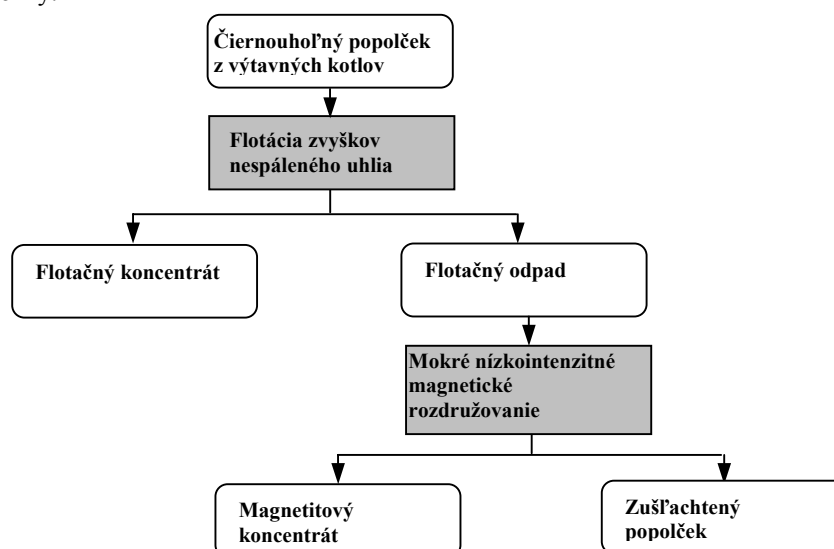 Čiernouhoľný popolček
z výtavných kotlov
Flotácia zvyškov
nespáleného uhlia
Flotačný koncentrát
Flotačný odpad
Mokré nízkointenzitné
magnetické
rozdružovanie
Magnetitový
koncentrát
Zušľachtený
popolček